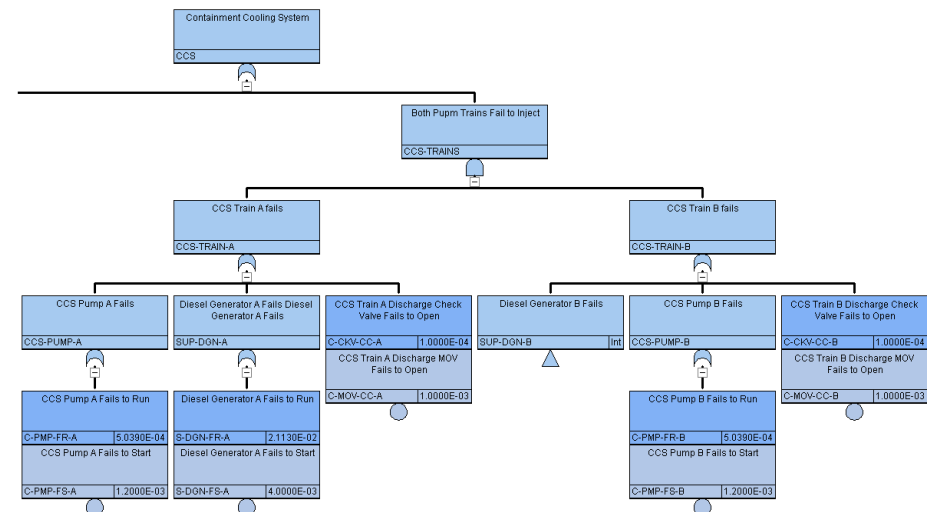 Containment Cooling System
CCS
Both Pupm Trains Fail to Inject
CCS-TRAINS
CCS Train A fails
CCS-TRAIN-A
CCS Train B fails
CCS-TRAIN-B
CCS Pump A Fails
CCS-PUMP-A
Diesel Generator A Fails Diesel
Generator A Fails
SUP-DGN-A
CCS Train A Discharge Check
Valve Fails to Open
C-CKV-CC-A 1.0000E-04
CCS Train A Discharge MOV
Fails to Open
C-MOV-CC-A 1.0000E-03
Diesel Generator B Fails
SUP-DGN-B Int
CCS Pump B Fails
CCS-PUMP-B
CCS Train B Discharge Check
Valve Fails to Open
C-CKV-CC-B 1.0000E-04
CCS Train B Discharge MOV
Fails to Open
C-MOV-CC-B 1.0000E-03
CCS Pump A Fails to Run
C-PMP-FR-A 5.0390E-04
CCS Pump A Fails to Start
C-PMP-FS-A 1.2000E-03
Diesel Generator A Fails to Run
S-DGN-FR-A 2.1130E-02
Diesel Generator A Fails to Start
S-DGN-FS-A 4.0000E-03
CCS Pump B Fails to Run
C-PMP-FR-B 5.0390E-04
CCS Pump B Fails to Start
C-PMP-FS-B 1.2000E-03